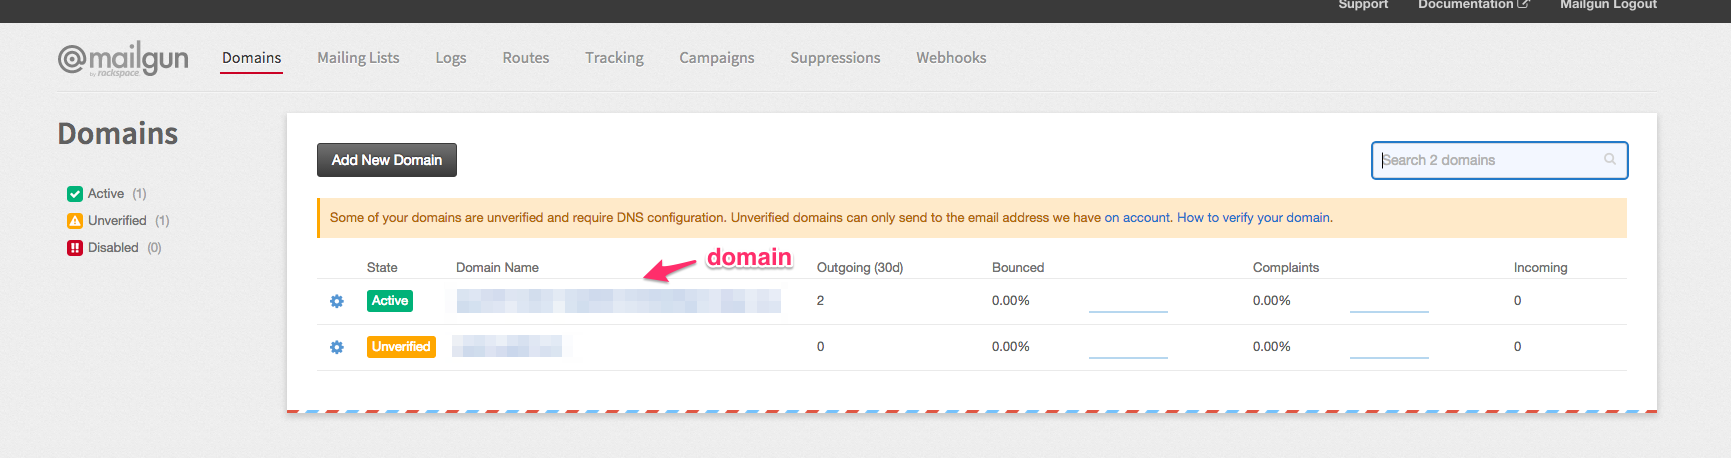 Support Documentation Mailgun Logout
@mailgun
by rackspace
Domains Mailing Lists Logs Routes Tracking Campaigns Suppressions Webhooks
Domains
Active (1)
Unverified (1)
Disabled (0)
Add New Domain
Search 2 domains
Some of your domains are unverified and require DNS configuration. Unverified domains can only send to the email address we have on account. How to verify your domain.
domain
State Domain Name Outgoing (30d) Bounced Complaints Incoming
Active 2 0.00% 0.00% 0
Unverified 0 0.00% 0.00% 0